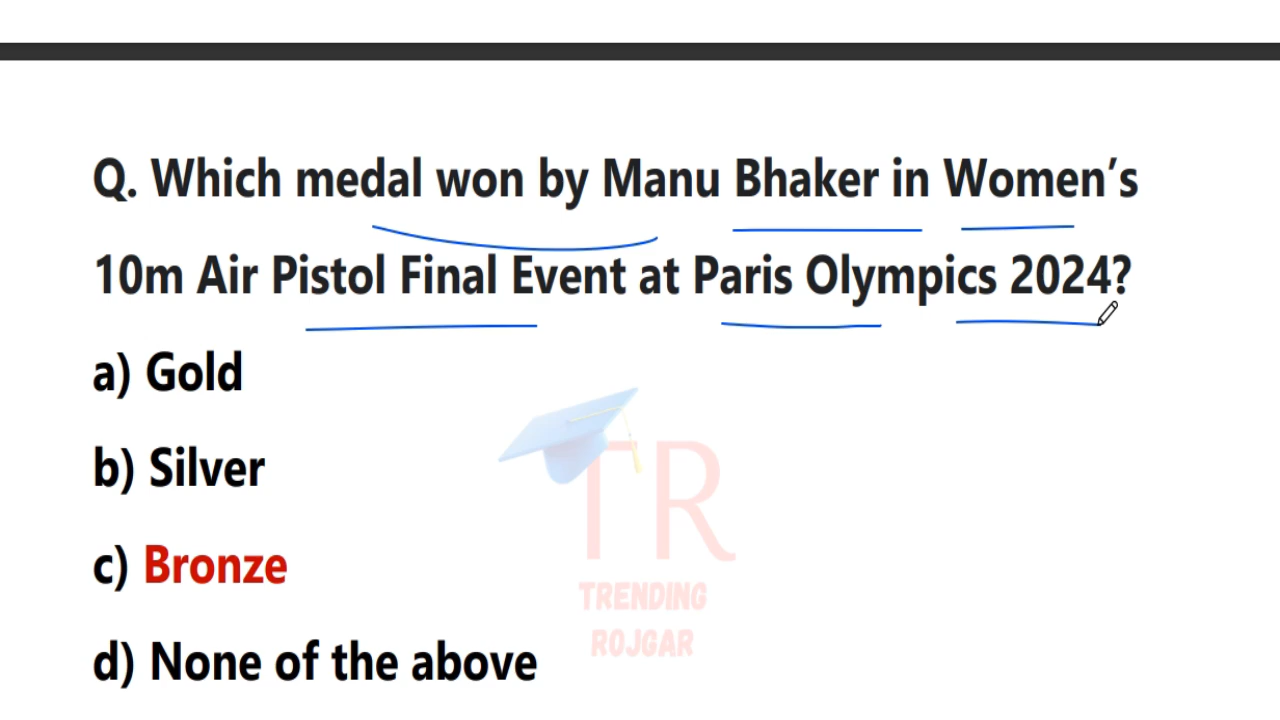 Q. Which medal won by Manu Bhaker in Women’s
10m Air Pistol Final Event at Paris Olympics 2024?
a) Gold
b) Silver
c) Bronze
d) None of the above
TR
TRENDING
ROJGAR